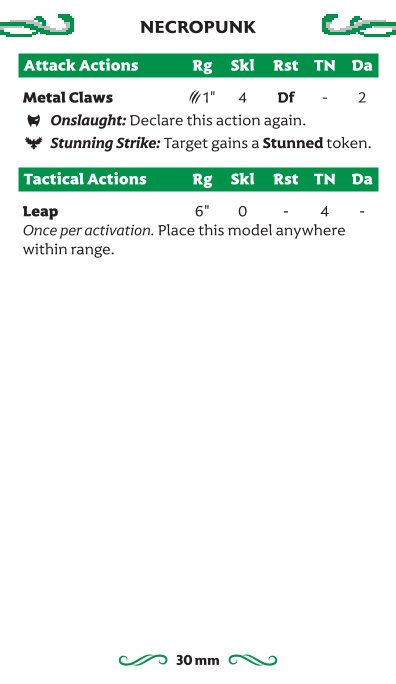 NECROPUNK
Attack Actions Rg Skl Rst TN Da
Metal Claws 1" 4 Df - 2
Onslaught: Declare this action again.
Stunning Strike: Target gains a Stunned token.
Tactical Actions Rg Skl Rst TN Da
Leap 6" 0 - 4 -
Once per activation. Place this model anywhere
within range.
30 mm